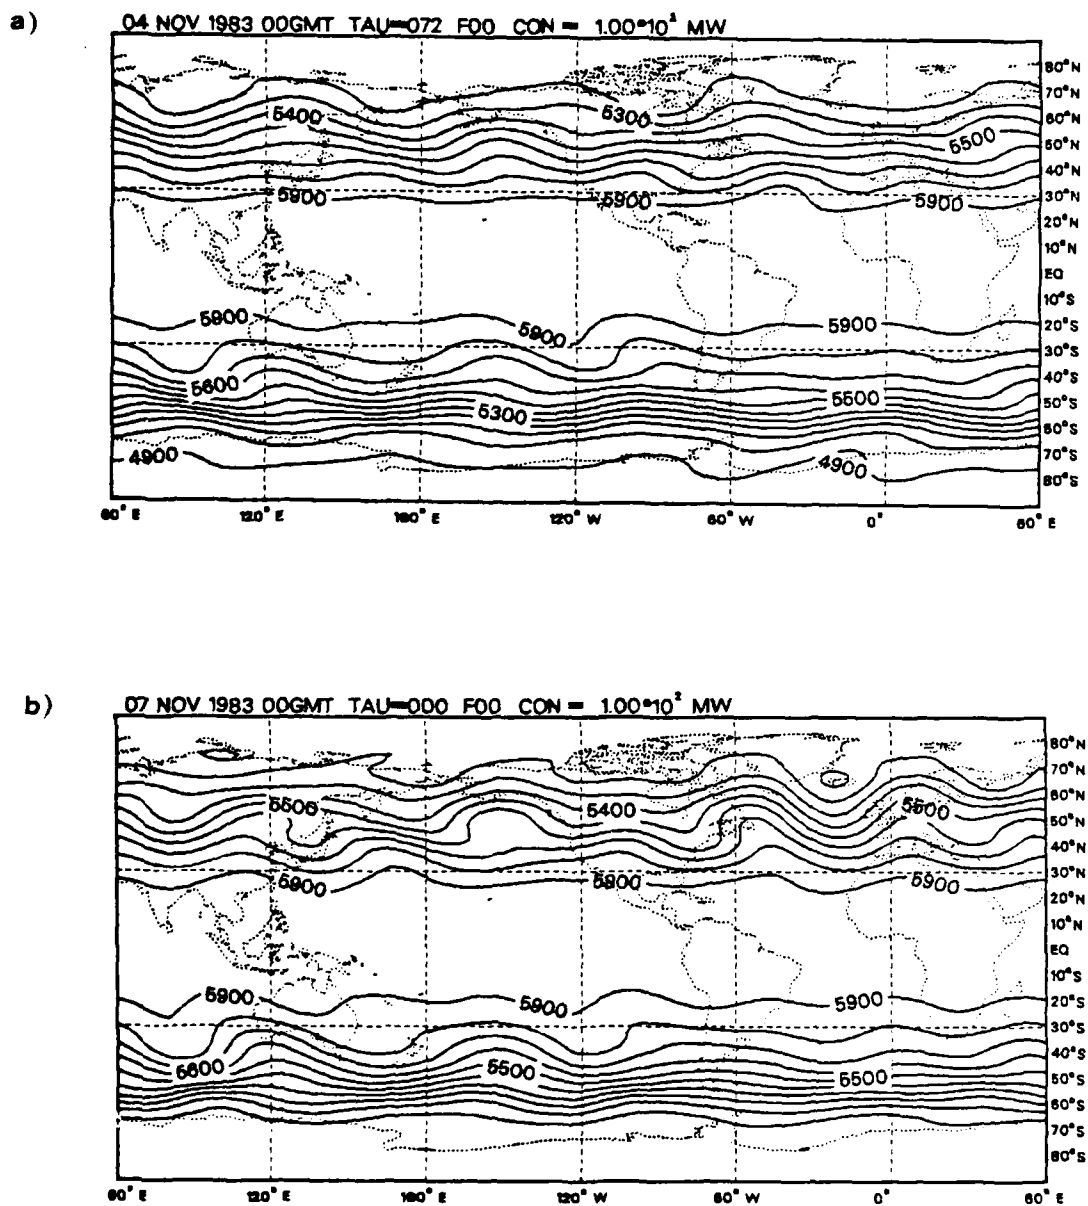 a)
04 NOV 1983 00GMT TAU=072 F00 CON = 1.00*10² MW
80°N
70°N
60°N
50°N
40°N
30°N
20°N
10°N
EQ
10°S
20°S
30°S
40°S
50°S
60°S
70°S
80°S
5400
5300
5500
5900
5900
5900
5900
5900
5900
5600
5300
5500
4900
4900
60° E
120° E
180° E
120° W
60° W
0°
60° E
b)
07 NOV 1983 00GMT TAU=000 F00 CON = 1.00*10² MW
80°N
70°N
60°N
50°N
40°N
30°N
20°N
10°N
EQ
10°S
20°S
30°S
40°S
50°S
60°S
70°S
80°S
5500
5400
5500
5900
5900
5900
5900
5900
5900
5600
5500
5500
60° E
120° E
180° E
120° W
60° W
0°
60° E